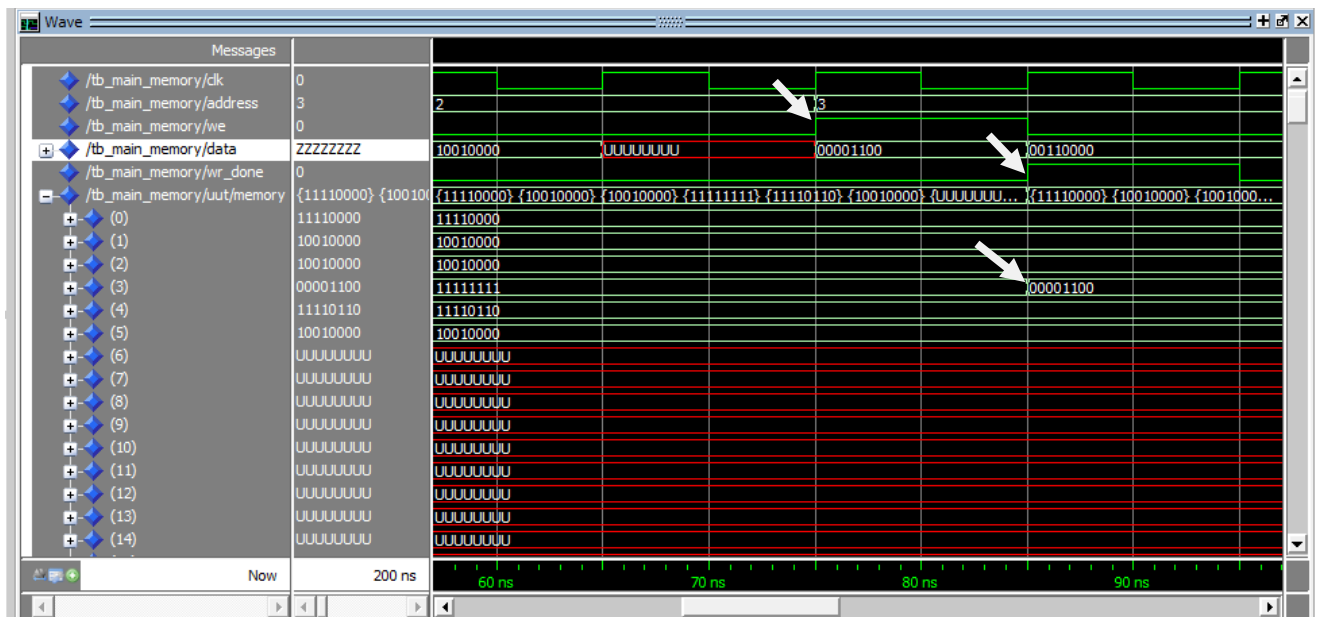 Wave
Messages
/tb_main_memory/clk 0
/tb_main_memory/address 3 2 3
/tb_main_memory/we 0
/tb_main_memory/data ZZZZZZZZ 10010000 UUUUUUUU 00001100 00110000
/tb_main_memory/wr_done 0
/tb_main_memory/uut/memory {11110000} {10010 {11110000} {10010000} {10010000} {11111111} {11110110} {10010000} {UUUUUUU... {11110000} {10010000} {1001000...
(0) 11110000 11110000
(1) 10010000 10010000
(2) 10010000 10010000
(3) 00001100 11111111 00001100
(4) 11110110 11110110
(5) 10010000 10010000
(6) UUUUUUUU UUUUUUUU
(7) UUUUUUUU UUUUUUUU
(8) UUUUUUUU UUUUUUUU
(9) UUUUUUUU UUUUUUUU
(10) UUUUUUUU UUUUUUUU
(11) UUUUUUUU UUUUUUUU
(12) UUUUUUUU UUUUUUUU
(13) UUUUUUUU UUUUUUUU
(14) UUUUUUUU UUUUUUUU
Now 200 ns 60 ns 70 ns 80 ns 90 ns